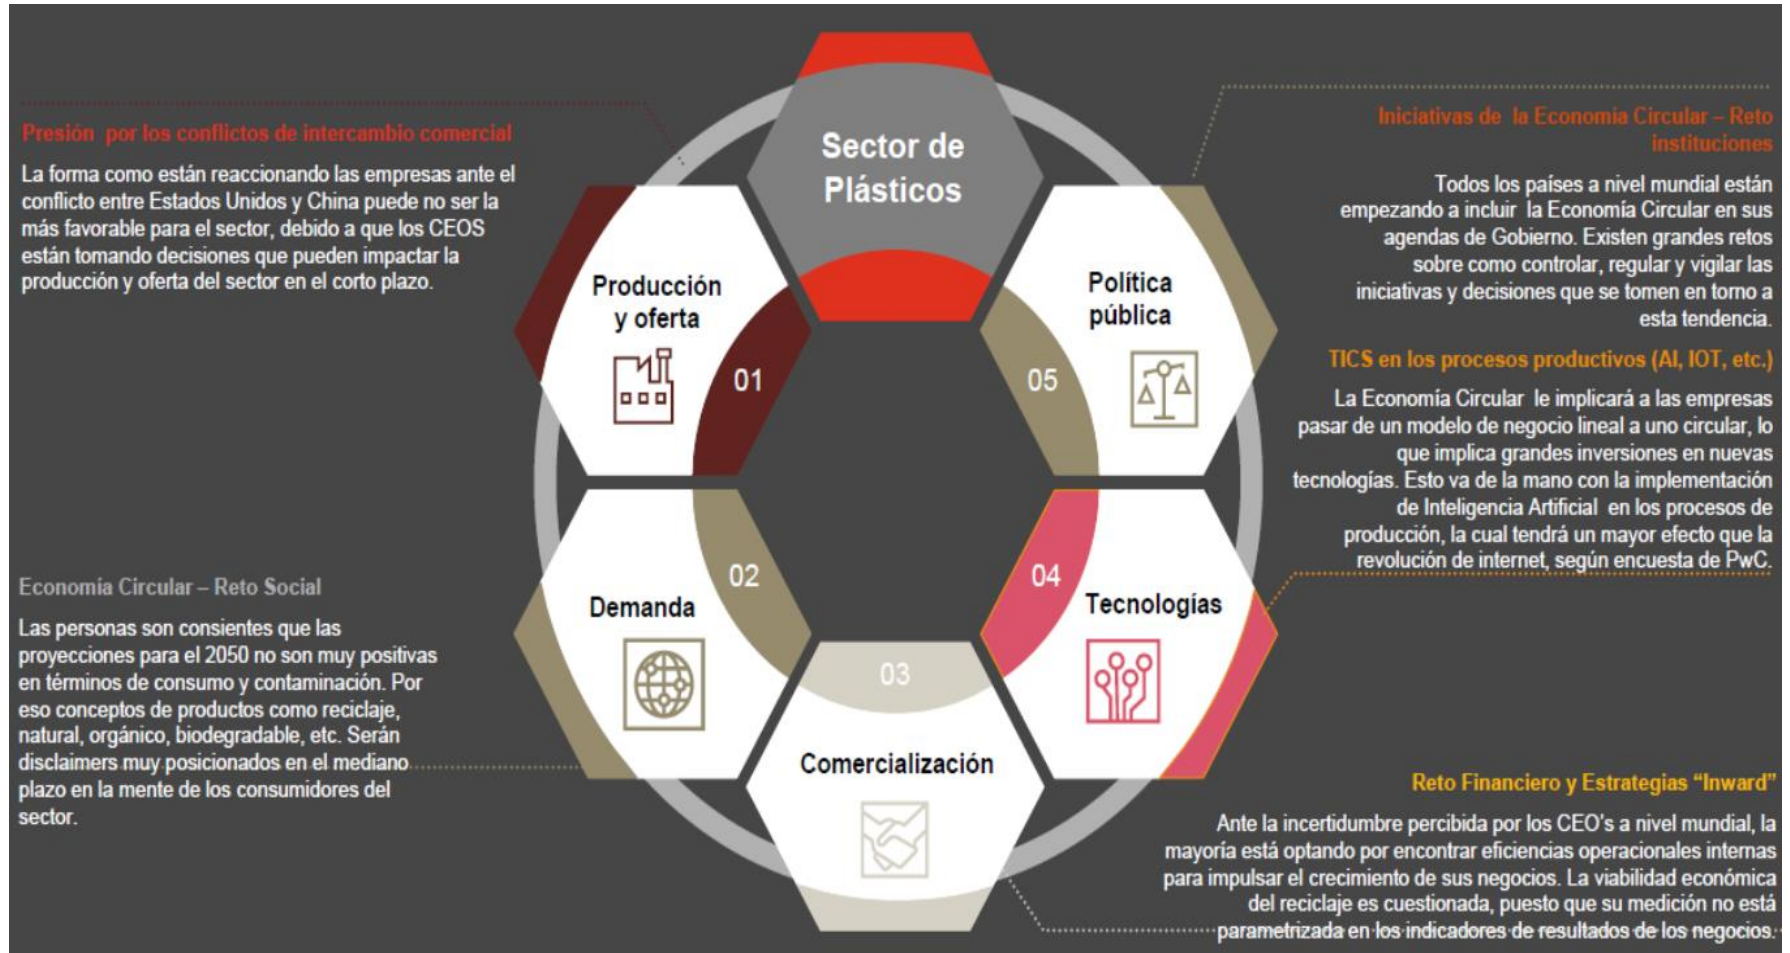 Sector de
Plásticos
Presión por los conflictos de intercambio comercial
La forma como están reaccionando las empresas ante el
conflicto entre Estados Unidos y China puede no ser la
más favorable para el sector, debido a que los CEOS
están tomando decisiones que pueden impactar la
producción y oferta del sector en el corto plazo.
Producción
y oferta
01
Economía Circular – Reto Social
Las personas son consientes que las
proyecciones para el 2050 no son muy positivas
en términos de consumo y contaminación. Por
eso conceptos de productos como reciclaje,
natural, orgánico, biodegradable, etc. Serán
disclaimers muy posicionados en el mediano
plazo en la mente de los consumidores del
sector.
Demanda
02
03
Comercialización
04
Tecnologías
05
Política
pública
Iniciativas de la Economía Circular – Reto
instituciones
Todos los países a nivel mundial están
empezando a incluir la Economía Circular en sus
agendas de Gobierno. Existen grandes retos
sobre como controlar, regular y vigilar las
iniciativas y decisiones que se tomen en torno a
esta tendencia.
TICS en los procesos productivos (AI, IOT, etc.)
La Economía Circular le implicará a las empresas
pasar de un modelo de negocio lineal a uno circular, lo
que implica grandes inversiones en nuevas
tecnologías. Esto va de la mano con la implementación
de Inteligencia Artificial en los procesos de
producción, la cual tendrá un mayor efecto que la
revolución de internet, según encuesta de PwC.
Reto Financiero y Estrategias “Inward”
Ante la incertidumbre percibida por los CEO's a nivel mundial, la
mayoría está optando por encontrar eficiencias operacionales internas
para impulsar el crecimiento de sus negocios. La viabilidad económica
del reciclaje es cuestionada, puesto que su medición no está
parametrizada en los indicadores de resultados de los negocios.